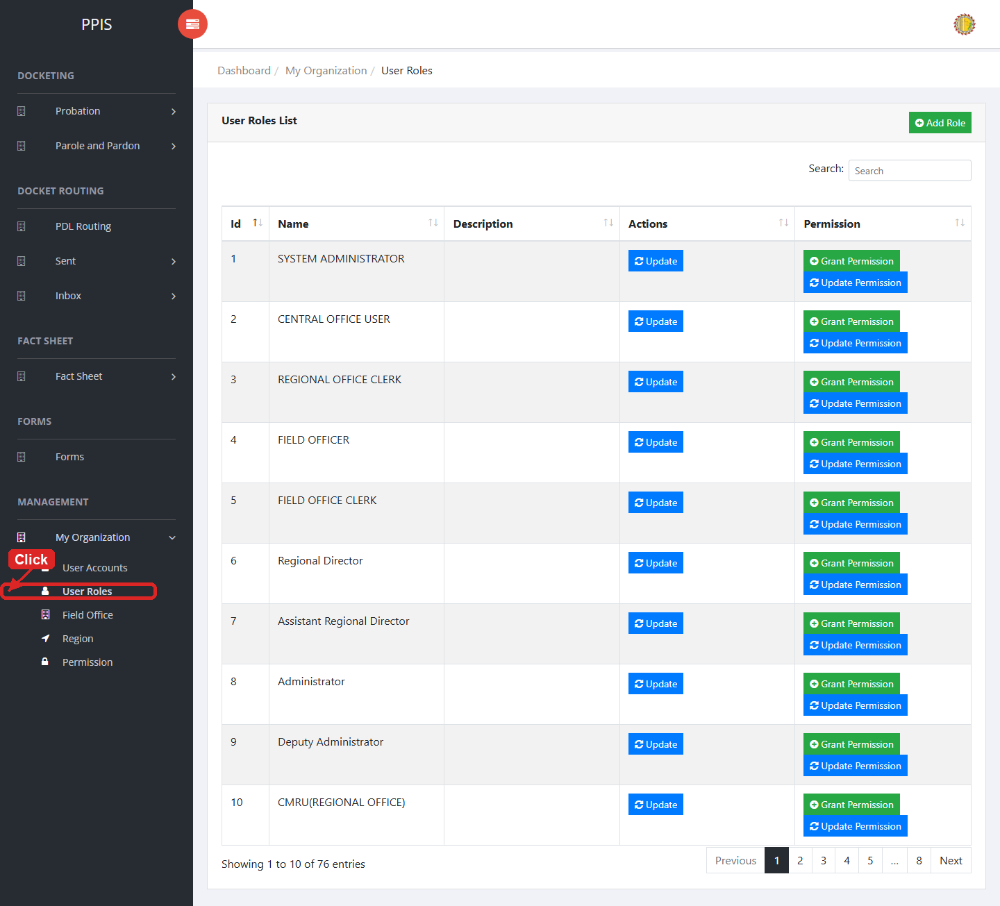 PPIS
DOCKETING
Probation
Parole and Pardon
DOCKET ROUTING
PDL Routing
Sent
Inbox
FACT SHEET
Fact Sheet
FORMS
Forms
MANAGEMENT
My Organization
Click
User Accounts
User Roles
Field Office
Region
Permission
Dashboard / My Organization / User Roles
User Roles List
Add Role
Search: Search
Id Name Description Actions Permission
1 SYSTEM ADMINISTRATOR Update Grant Permission
Update Permission
2 CENTRAL OFFICE USER Update Grant Permission
Update Permission
3 REGIONAL OFFICE CLERK Update Grant Permission
Update Permission
4 FIELD OFFICER Update Grant Permission
Update Permission
5 FIELD OFFICE CLERK Update Grant Permission
Update Permission
6 Regional Director Update Grant Permission
Update Permission
7 Assistant Regional Director Update Grant Permission
Update Permission
8 Administrator Update Grant Permission
Update Permission
9 Deputy Administrator Update Grant Permission
Update Permission
10 CMRU(REGIONAL OFFICE) Update Grant Permission
Update Permission
Showing 1 to 10 of 76 entries
Previous 1 2 3 4 5 ... 8 Next